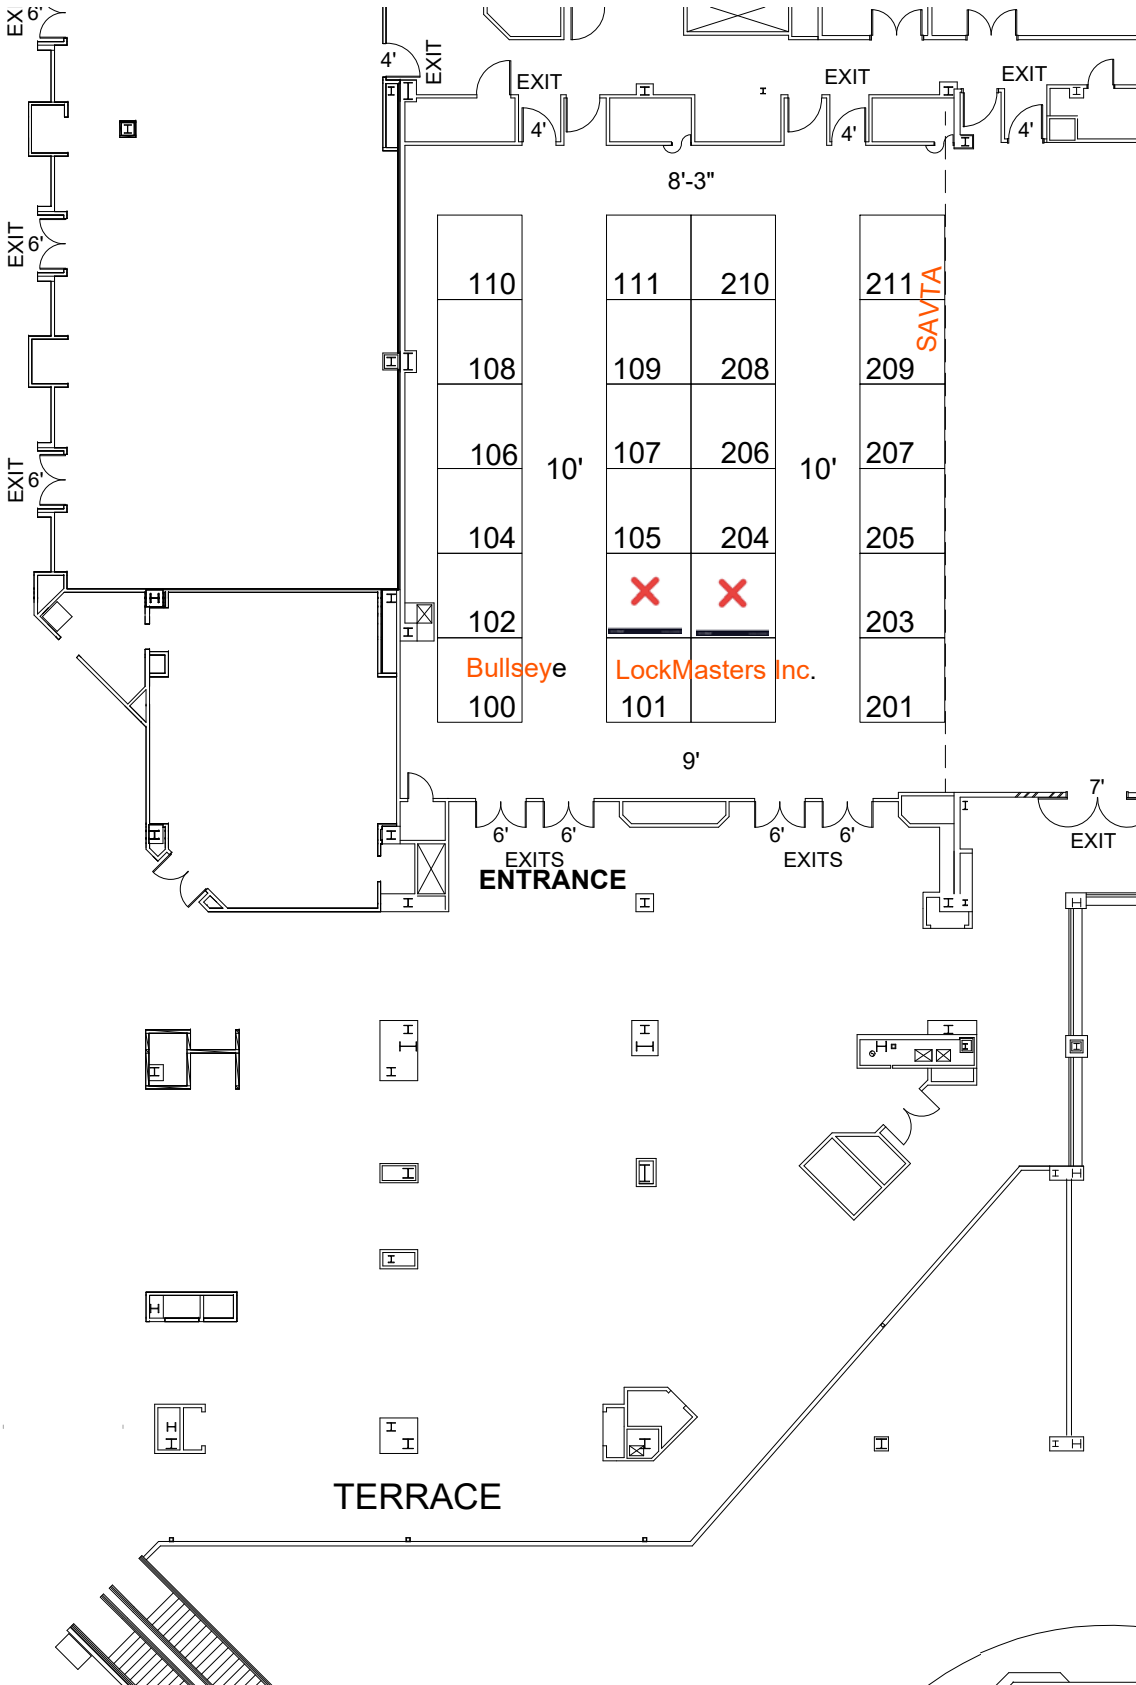 EX
6'
4'
EXIT
EXIT
EXIT
EXIT
4'
4'
4'
8'-3"
EXIT
6'
110
111
210
211
SAVTA
108
109
208
209
EXIT
6'
106
10'
107
206
10'
207
104
105
204
205
102
203
Bullseye
LockMasters Inc.
100
101
201
9'
7'
6'
6'
6'
6'
EXITS
EXITS
EXIT
ENTRANCE
TERRACE